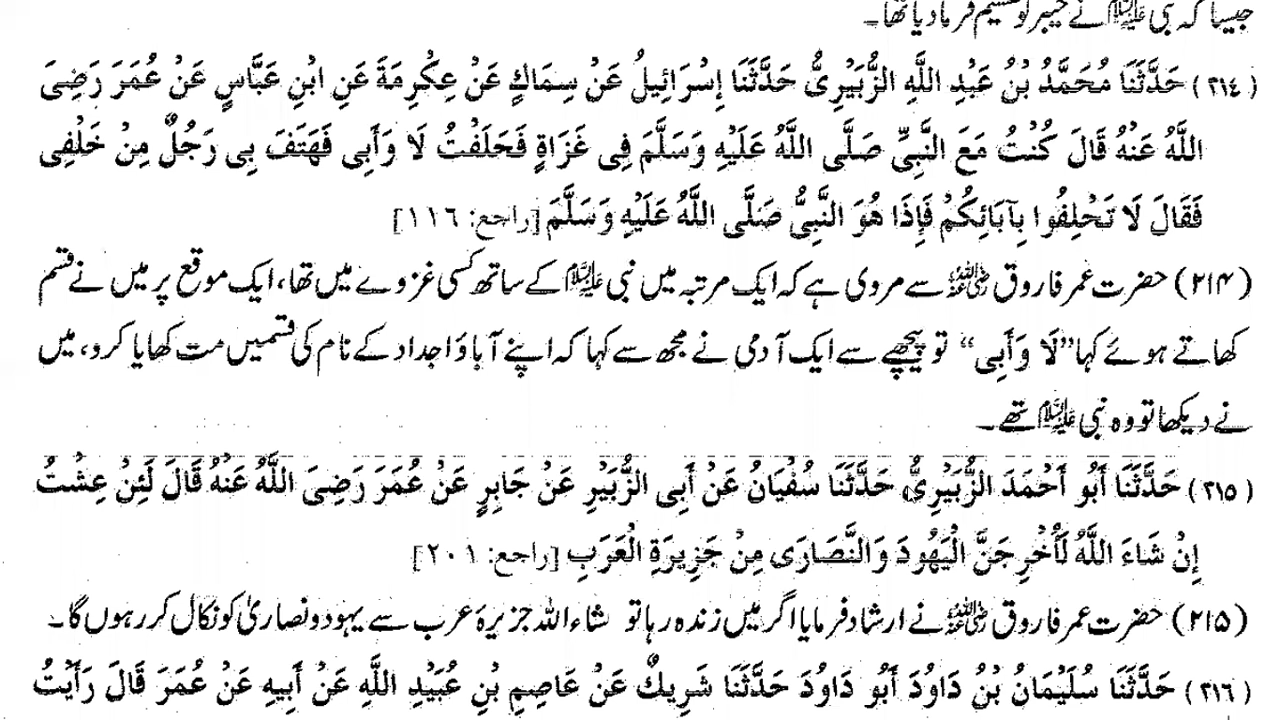 جیسا کہ نبی علیہ السلام نے خیبر کو تقسیم فرما دیا تھا۔
(٢١٤) حَدَّثَنَا مُحَمَّدُ بْنُ عَبْدِ اللَّهِ الزُّبَيْرِيُّ حَدَّثَنَا إِسْرَائِيلُ عَنْ سِمَاكٍ عَنْ عِكْرِمَةَ عَنِ ابْنِ عَبَّاسٍ عَنْ عُمَرَ رَضِيَ
اللَّهُ عَنْهُ قَالَ كُنْتُ مَعَ النَّبِيِّ صَلَّى اللَّهُ عَلَيْهِ وَسَلَّمَ فِي غَزَاةٍ فَحَلَفْتُ لَا وَأَبِي فَهَتَفَ بِي رَجُلٌ مِنْ خَلْفِي
فَقَالَ لَا تَحْلِفُوا بِآبَائِكُمْ فَإِذَا هُوَ النَّبِيُّ صَلَّى اللَّهُ عَلَيْهِ وَسَلَّمَ [راجع: ١١٦]
(۲۱۴) حضرت عمر فاروق رضی اللہ عنہ سے مروی ہے کہ ایک مرتبہ میں نبی علیہ السلام کے ساتھ کسی غزوے میں تھا، ایک موقع پر میں نے قسم
کھاتے ہوئے کہا "لَا وَأَبِي" تو پیچھے سے ایک آدمی نے مجھ سے کہا کہ اپنے آباؤ اجداد کے نام کی قسمیں مت کھایا کرو، میں
نے دیکھا تو وہ نبی علیہ السلام تھے۔
(٢١٥) حَدَّثَنَا أَبُو أَحْمَدَ الزُّبَيْرِيُّ حَدَّثَنَا سُفْيَانُ عَنْ أَبِي الزُّبَيْرِ عَنْ جَابِرٍ عَنْ عُمَرَ رَضِيَ اللَّهُ عَنْهُ قَالَ لَئِنْ عِشْتُ
إِنْ شَاءَ اللَّهُ لَأُخْرِجَنَّ الْيَهُودَ وَالنَّصَارَى مِنْ جَزِيرَةِ الْعَرَبِ [راجع: ٢٠١]
(۲۱۵) حضرت عمر فاروق رضی اللہ عنہ نے ارشاد فرمایا اگر میں زندہ رہا تو شاء اللہ جزیرۂ عرب سے یہود و نصاریٰ کو نکال کر رہوں گا۔
(٢١٦) حَدَّثَنَا سُلَيْمَانُ بْنُ دَاوُدَ أَبُو دَاوُدَ حَدَّثَنَا شَرِيكٌ عَنْ عَاصِمِ بْنِ عُبَيْدِ اللَّهِ عَنْ أَبِيهِ عَنْ عُمَرَ قَالَ رَأَيْتُ